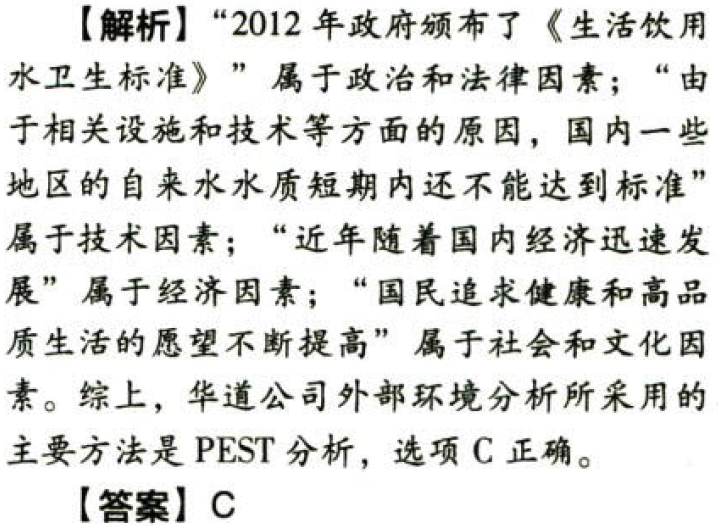 【解析】“2012 年政府颁布了《生活饮用
水卫生标准》”属于政治和法律因素；“由
于相关设施和技术等方面的原因，国内一些
地区的自来水水质短期内还不能达到标准”
属于技术因素；“近年随着国内经济迅速发
展”属于经济因素；“国民追求健康和高品
质生活的愿望不断提高”属于社会和文化因
素。综上，华道公司外部环境分析所采用的
主要方法是 PEST 分析，选项 C 正确。
【答案】C